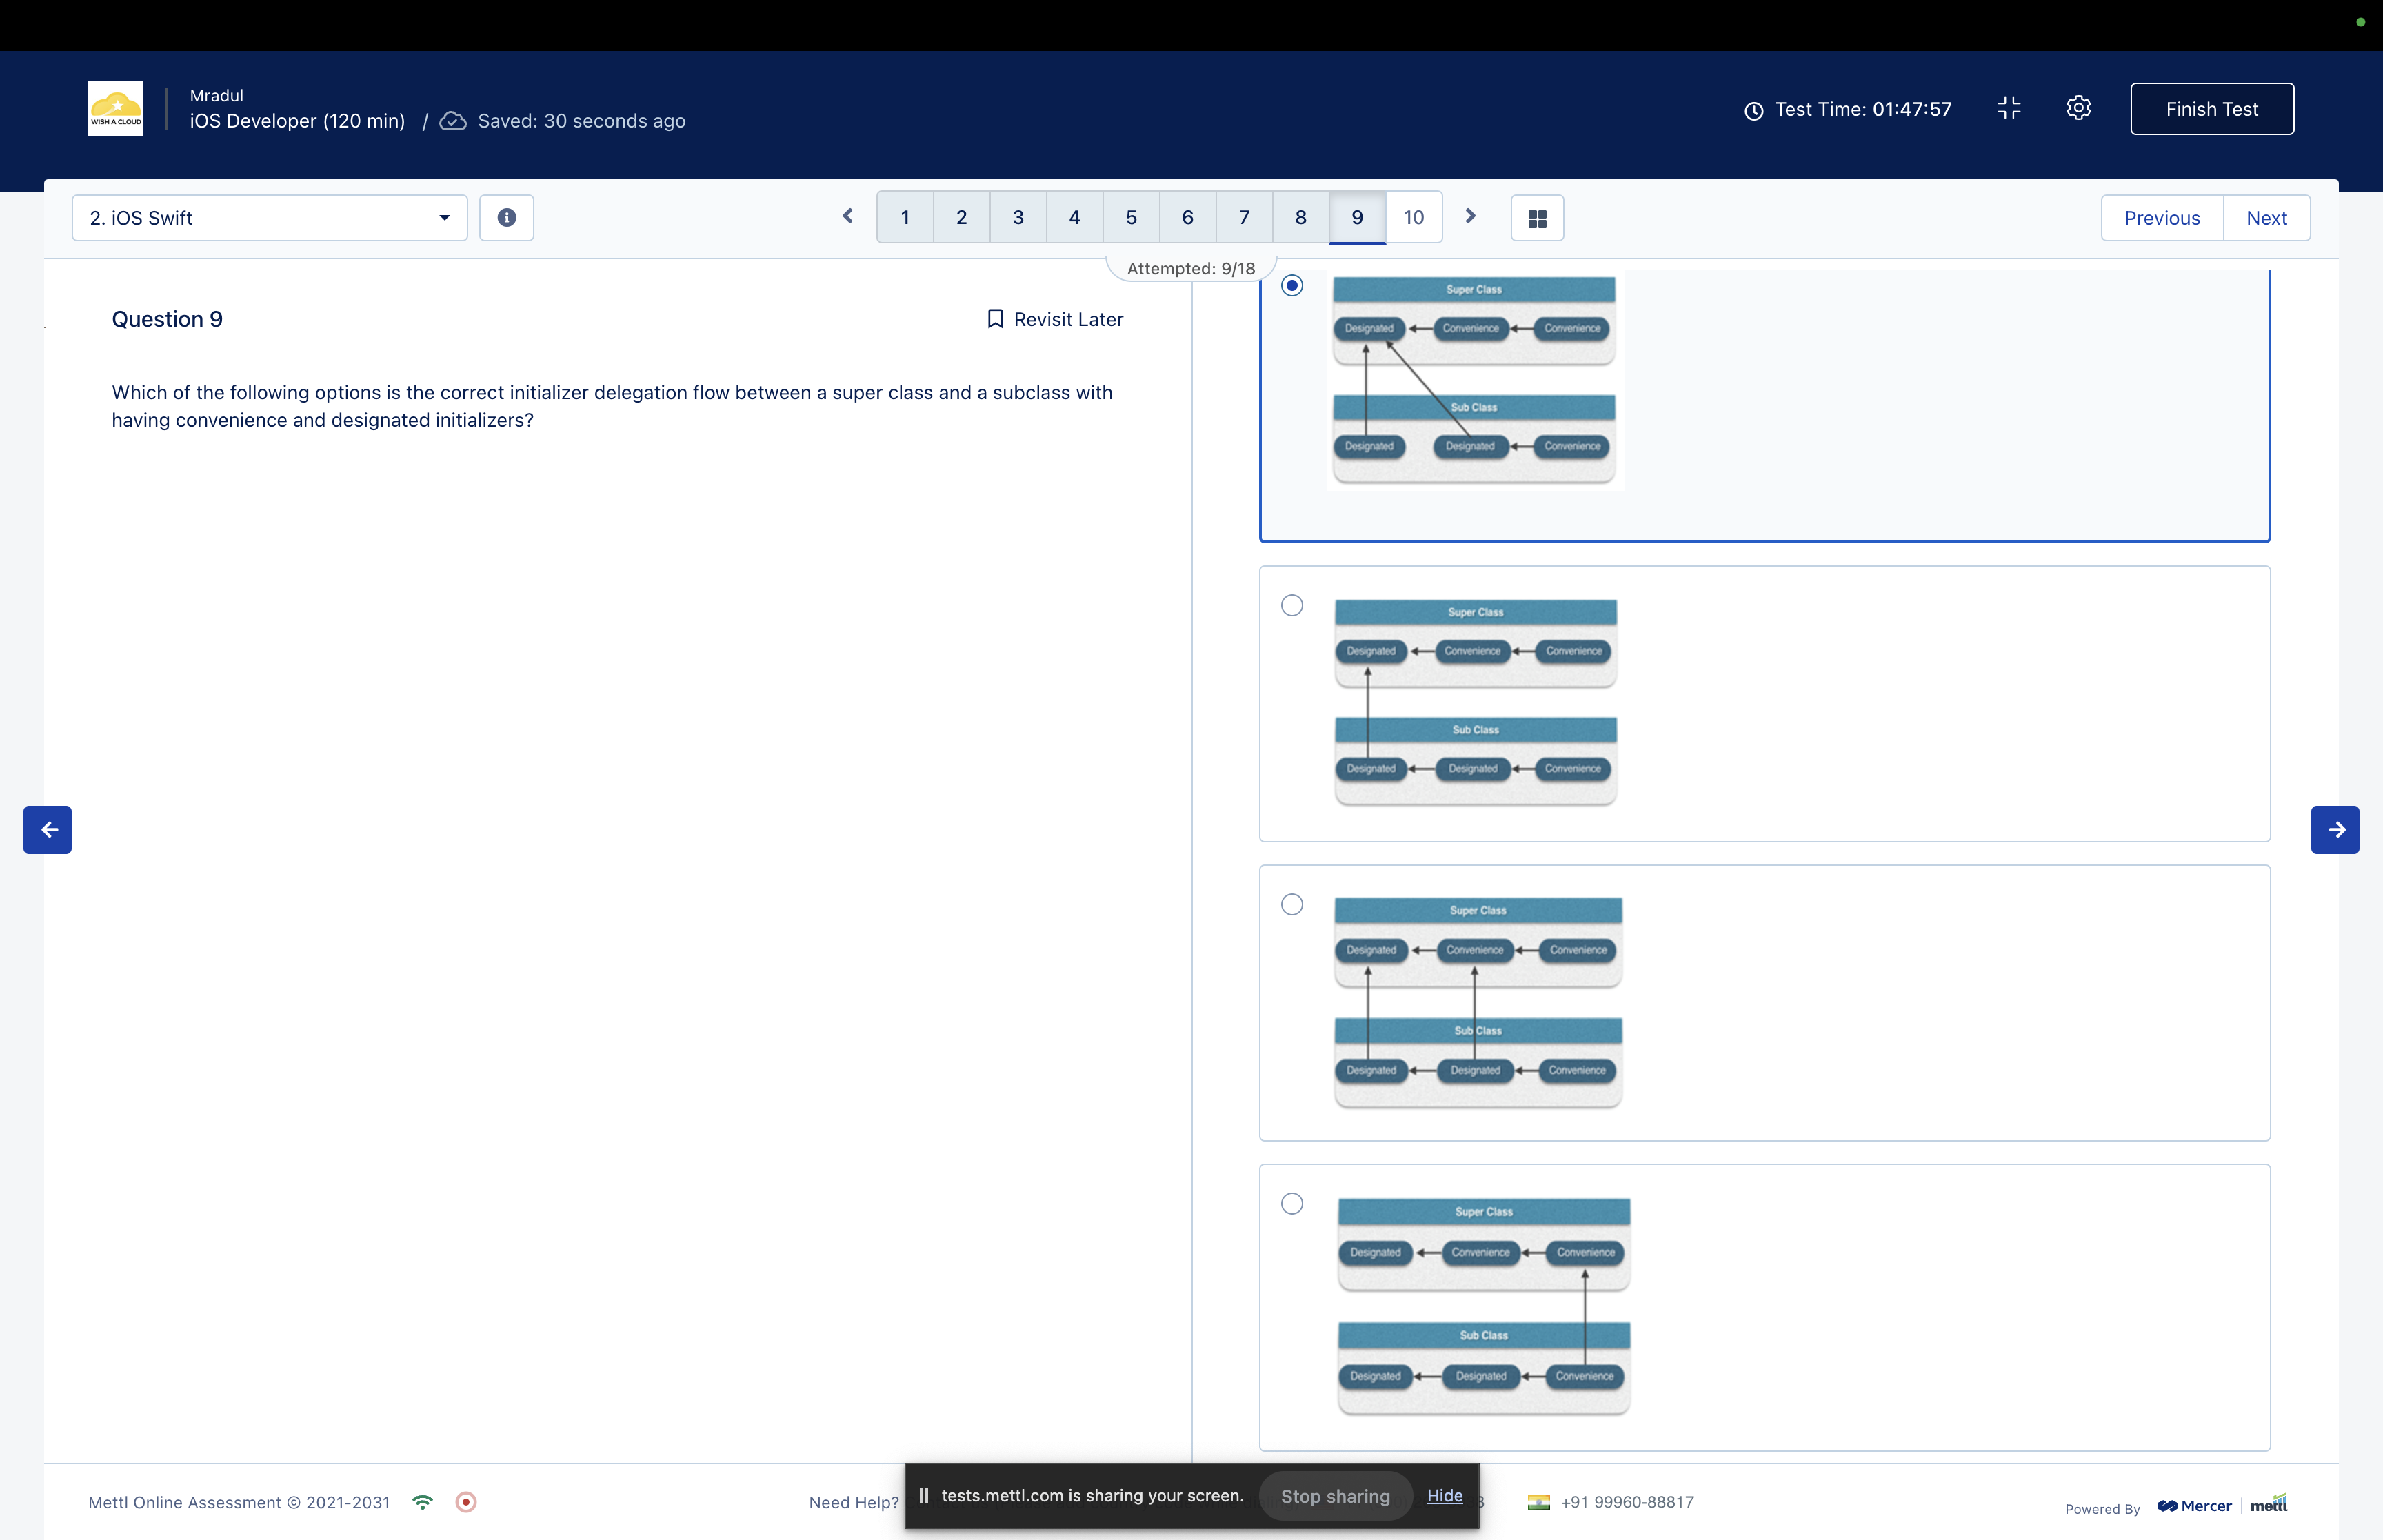 WISH A CLOUD
Mradul
iOS Developer (120 min) / Saved: 30 seconds ago
Test Time: 01:47:57
Finish Test
2. iOS Swift
1 2 3 4 5 6 7 8 9 10
Previous Next
Attempted: 9/18
Question 9
Revisit Later
Which of the following options is the correct initializer delegation flow between a super class and a subclass with
having convenience and designated initializers?
Super Class
Designated Convenience Convenience
Sub Class
Designated Designated Convenience
Super Class
Designated Convenience Convenience
Sub Class
Designated Designated Convenience
Super Class
Designated Convenience Convenience
Sub Class
Designated Designated Convenience
Super Class
Designated Convenience Convenience
Sub Class
Designated Designated Convenience
Mettl Online Assessment © 2021-2031
Need Help?
tests.mettl.com is sharing your screen. Stop sharing Hide
+91 99960-88817
Powered By Mercer | mettl